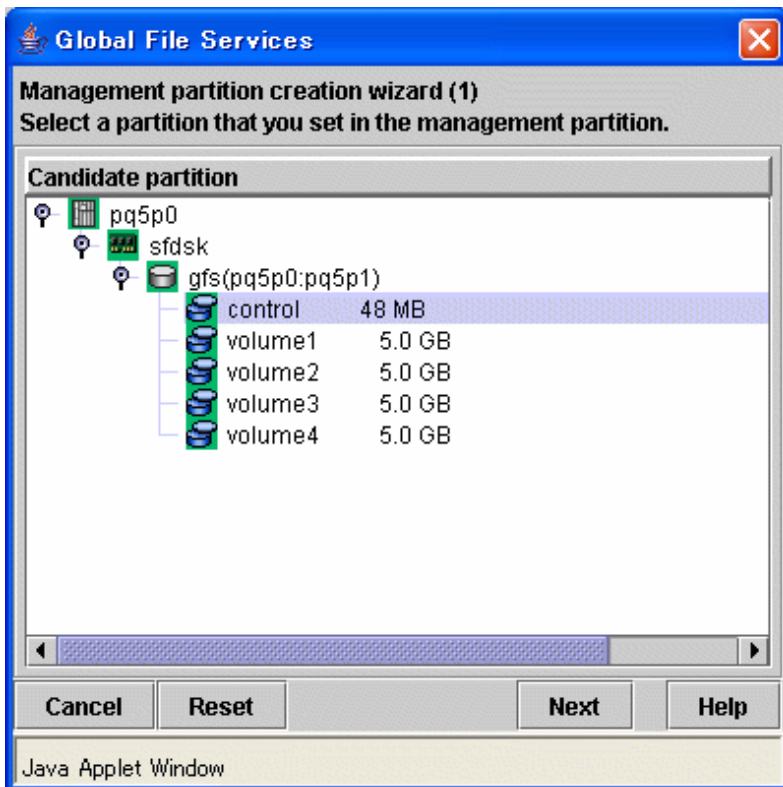 Global File Services
Management partition creation wizard (1)
Select a partition that you set in the management partition.
Candidate partition
pq5p0
sfdsk
gfs(pq5p0:pq5p1)
control 48 MB
volume1 5.0 GB
volume2 5.0 GB
volume3 5.0 GB
volume4 5.0 GB
Cancel Reset Next Help
Java Applet Window